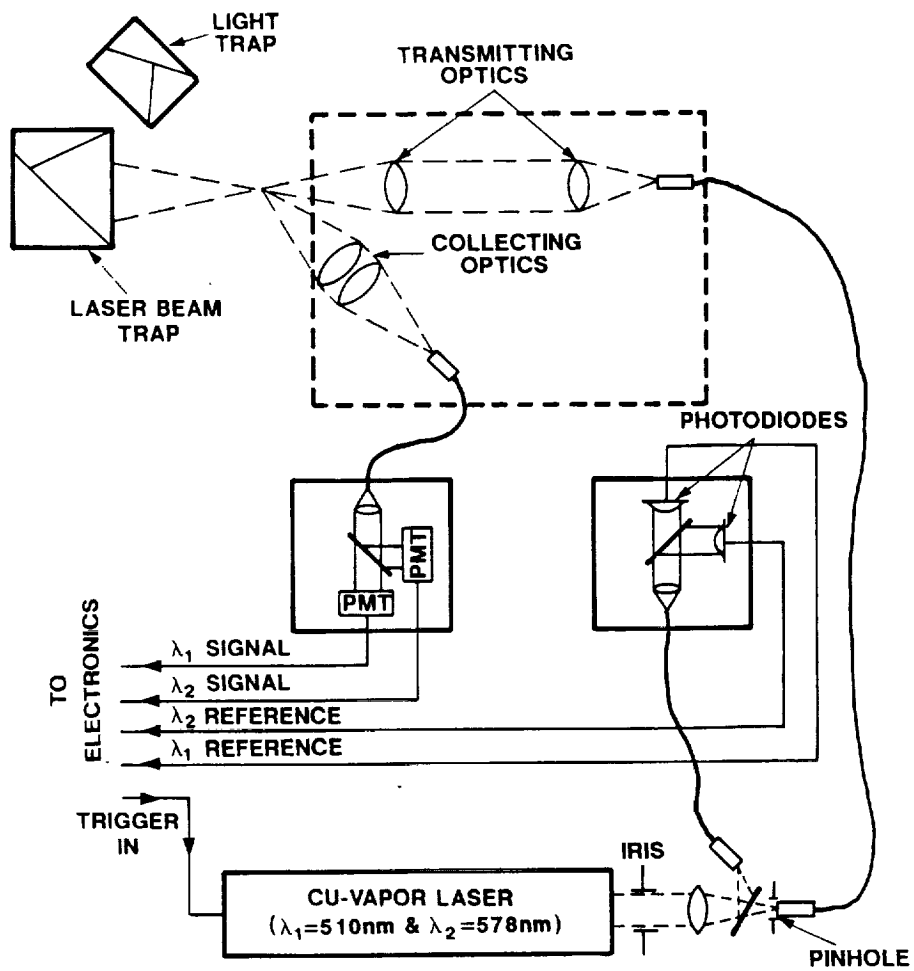 LIGHT
TRAP
TRANSMITTING
OPTICS
COLLECTING
OPTICS
LASER BEAM
TRAP
PHOTODIODES
PMT
PMT
TO
ELECTRONICS
λ1 SIGNAL
λ2 SIGNAL
λ2 REFERENCE
λ1 REFERENCE
TRIGGER
IN
IRIS
CU-VAPOR LASER
(λ1=510nm & λ2=578nm)
PINHOLE